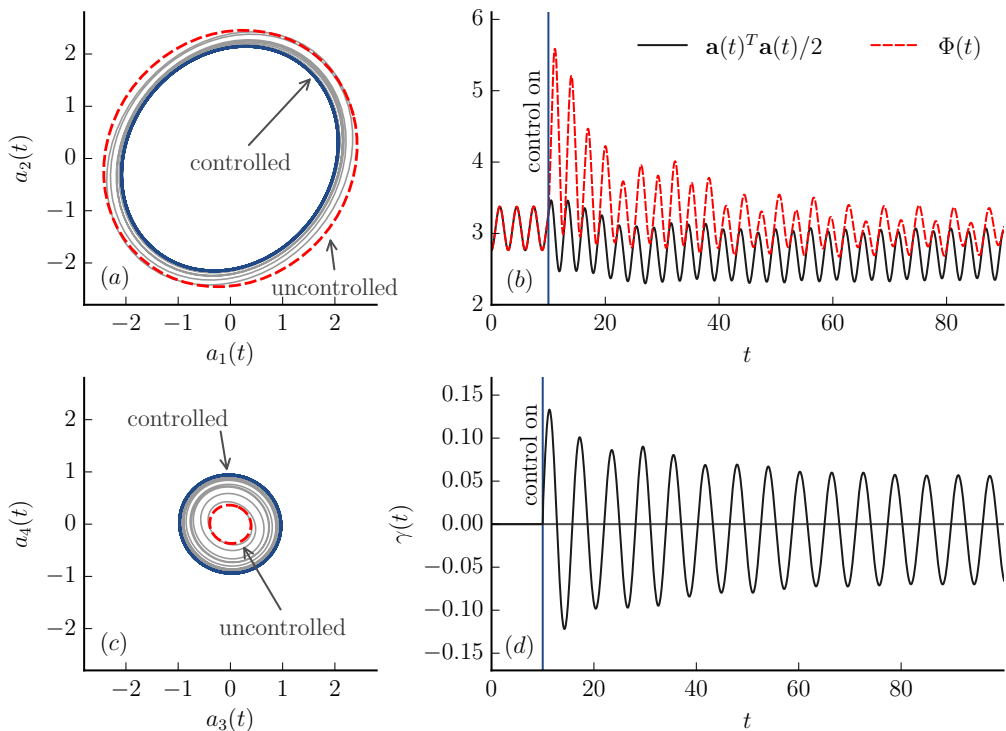 2
1
0
−1
−2
−2
−1
0
1
2
a₂(t)
a₁(t)
controlled
uncontrolled
(a)
6
5
4
3
2
0
20
40
60
80
t
control on
𝐚(t)ᵀ𝐚(t)/2
Φ(t)
(b)
2
1
0
−1
−2
−2
−1
0
1
2
a₄(t)
a₃(t)
controlled
uncontrolled
(c)
0.15
0.10
0.05
0.00
−0.05
−0.10
−0.15
0
20
40
60
80
γ(t)
t
control on
(d)